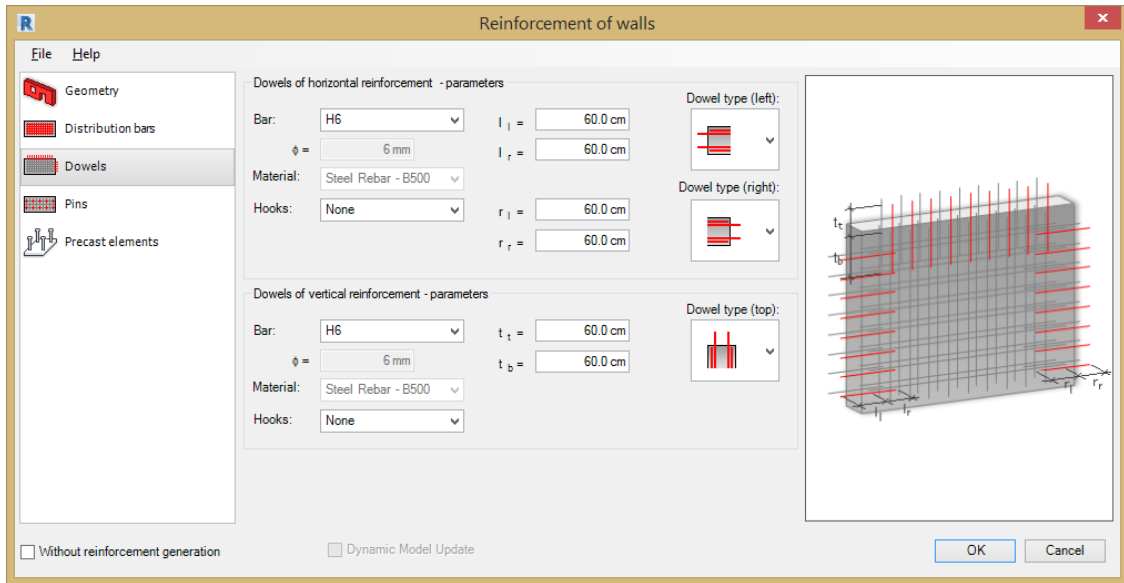 R Reinforcement of walls x
File Help
Geometry
Distribution bars
Dowels
Pins
Precast elements
Dowels of horizontal reinforcement - parameters
Bar: H6 l l = 60.0 cm Dowel type (left):
ϕ = 6 mm l r = 60.0 cm
Material: Steel Rebar - B500 Dowel type (right):
Hooks: None r l = 60.0 cm
r r = 60.0 cm
Dowels of vertical reinforcement - parameters
Bar: H6 t t = 60.0 cm Dowel type (top):
ϕ = 6 mm t b = 60.0 cm
Material: Steel Rebar - B500
Hooks: None
t t
t b
l l l r
r l r r
Without reinforcement generation Dynamic Model Update OK Cancel